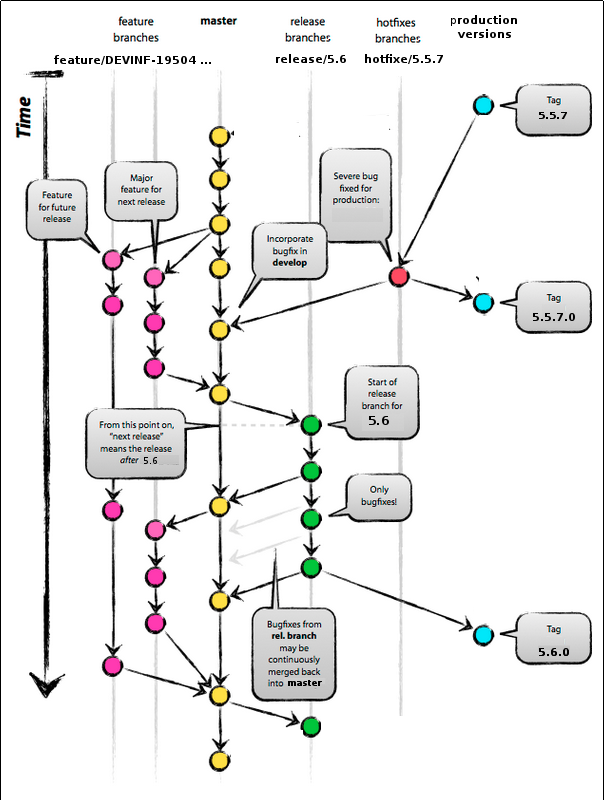 feature
branches
feature/DEVINF-19504 ...
master
release
branches
release/5.6
hotfixes
branches
hotfixe/5.5.7
production
versions
Time
Tag
5.5.7
Major
feature for
next release
Feature
for future
release
Severe bug
fixed for
production:
Incorporate
bugfix in
develop
Tag
5.5.7.0
Start of
release
branch for
5.6
From this point on,
“next release”
means the release
after 5.6
Only
bugfixes!
Bugfixes from
rel. branch
may be
continuously
merged back
into master
Tag
5.6.0